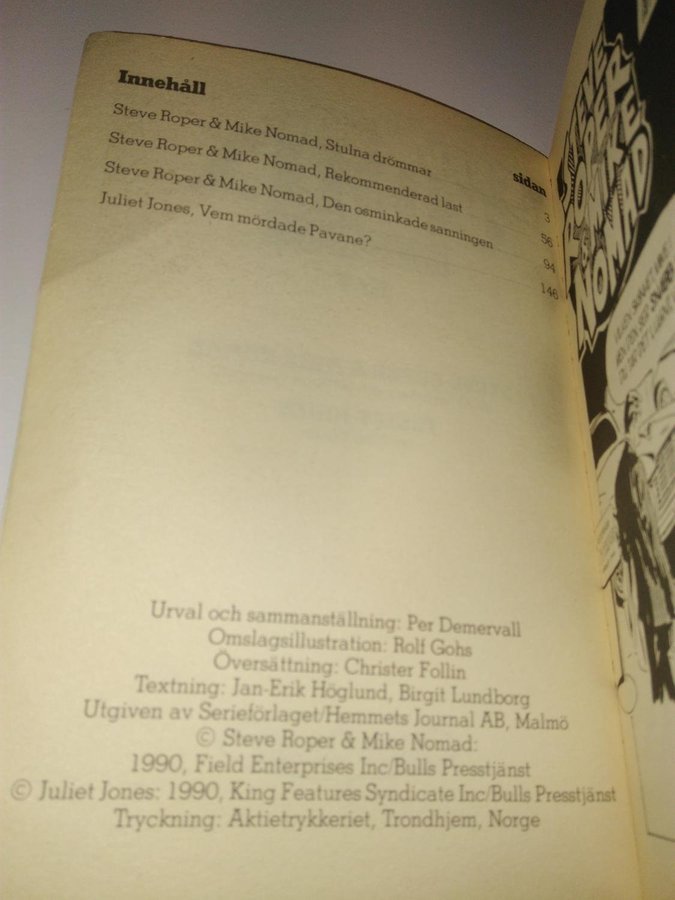 Innehåll
sidan
Steve Roper & Mike Nomad, Stulna drömmar 3
Steve Roper & Mike Nomad, Rekommenderad last 56
Steve Roper & Mike Nomad, Den osminkade sanningen 94
Juliet Jones, Vem mördade Pavane? 146
Urval och sammanställning: Per Demervall
Omslagsillustration: Rolf Gohs
Översättning: Christer Follin
Textning: Jan-Erik Höglund, Birgit Lundborg
Utgiven av Serieförlaget/Hemmets Journal AB, Malmö
© Steve Roper & Mike Nomad:
1990, Field Enterprises Inc/Bulls Presstjänst
© Juliet Jones: 1990, King Features Syndicate Inc/Bulls Presstjänst
Tryckning: Aktietrykkeriet, Trondhjem, Norge
STEVE
ROPER
& MIKE
NOMAD